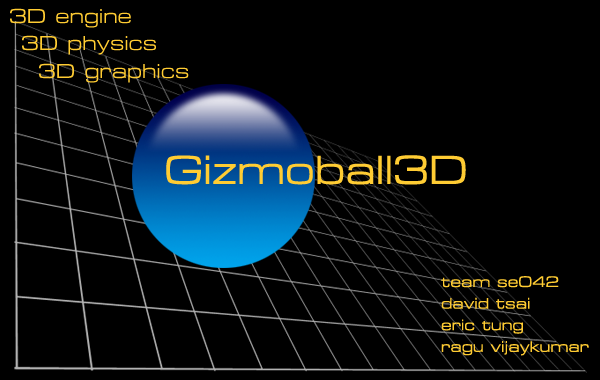 3D engine
3D physics
3D graphics
Gizmoball3D
team se042
david tsai
eric tung
ragu vijaykumar